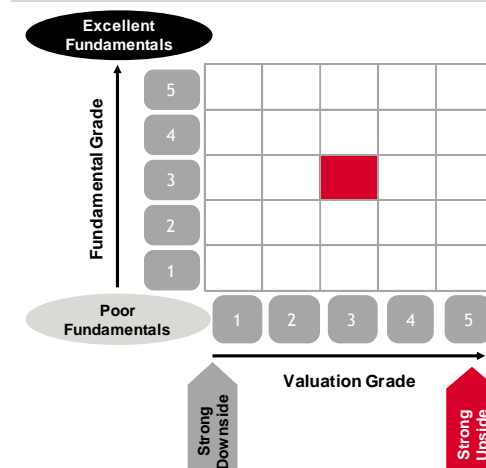 Excellent
Fundamentals
Fundamental Grade
5
4
3
2
1
Poor
Fundamentals
1
2
3
4
5
Valuation Grade
Strong
Downside
Strong
Upside